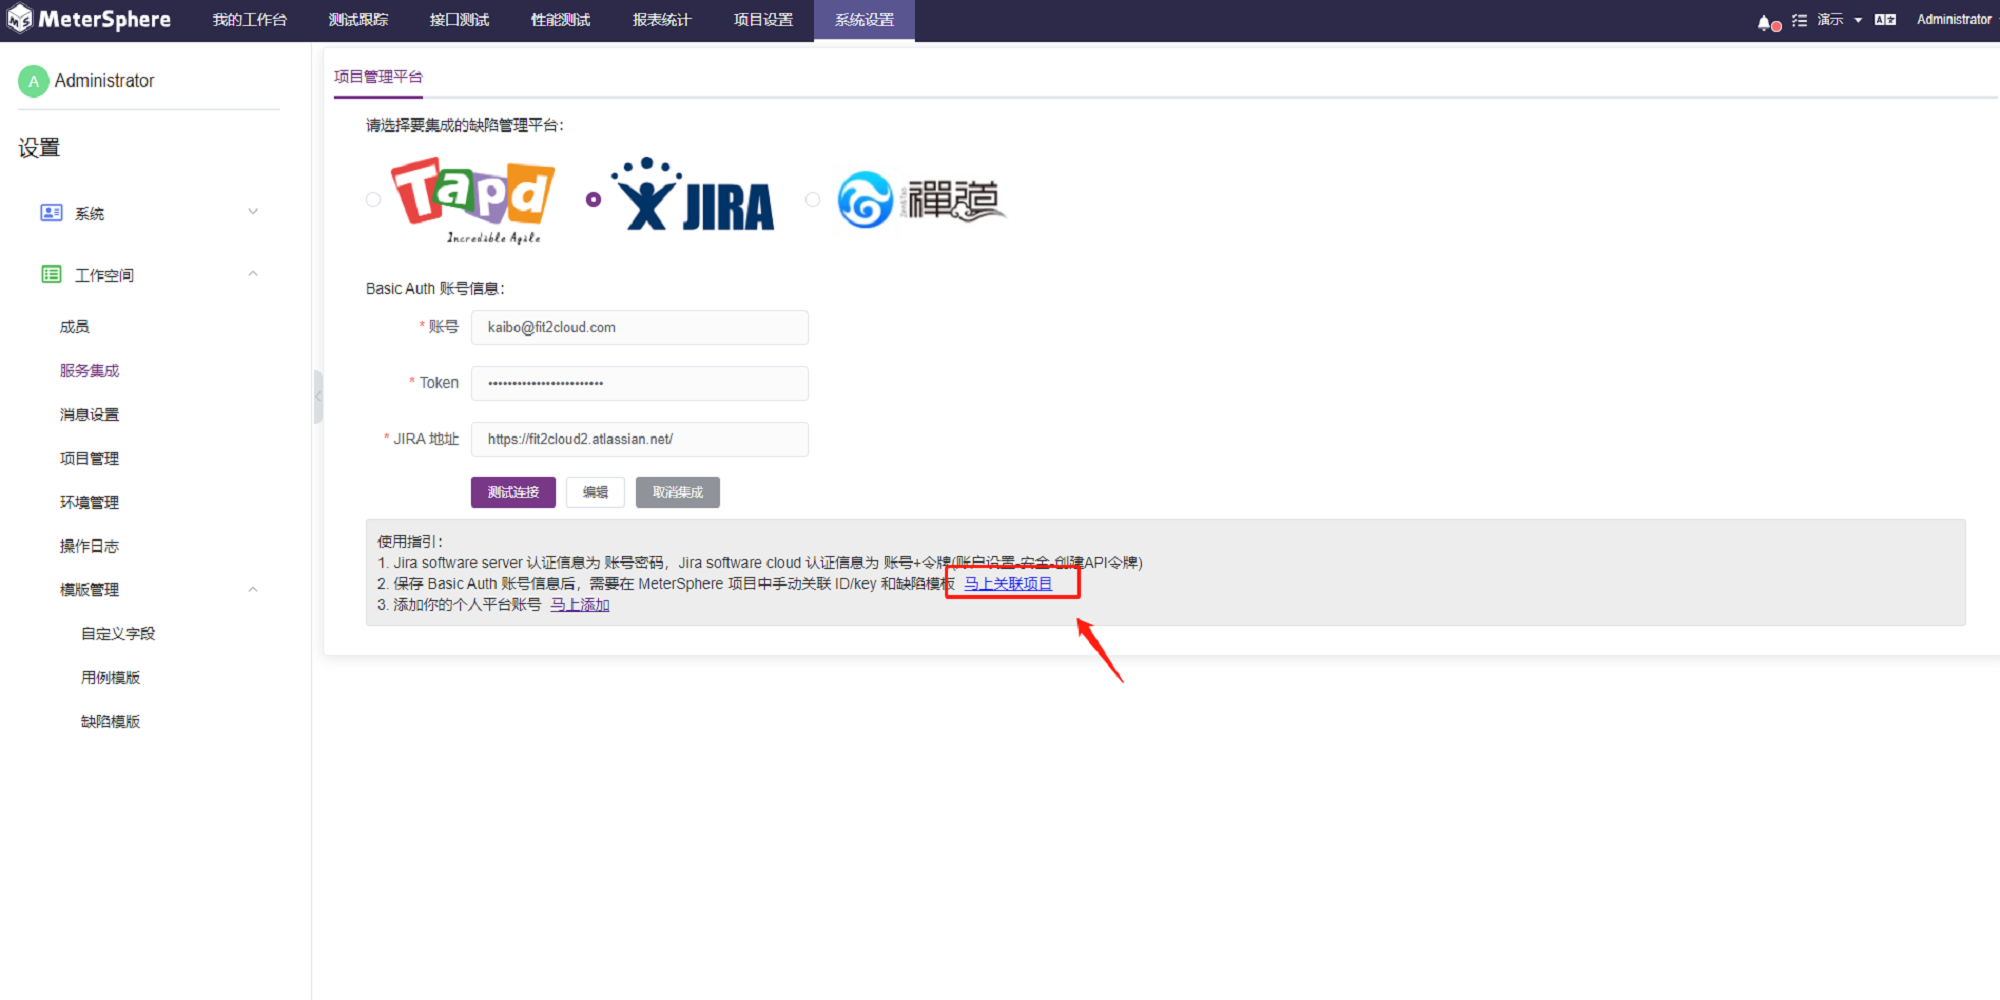 MeterSphere 我的工作台 测试跟踪 接口测试 性能测试 报表统计 项目设置 系统设置 演示 Administrator
A Administrator
设置
系统
工作空间
成员
服务集成
消息设置
项目管理
环境管理
操作日志
模版管理
自定义字段
用例模版
缺陷模版
项目管理平台
请选择要集成的缺陷管理平台:
Tapd
Incredible Agile
JIRA
禪道
Basic Auth 账号信息:
* 账号 kaibo@fit2cloud.com
* Token
* JIRA 地址 https://fit2cloud2.atlassian.net/
测试连接 编辑 取消集成
使用指引:
1. Jira software server 认证信息为 账号密码，Jira software cloud 认证信息为 账号+令牌(账户设置-安全-创建API令牌)
2. 保存 Basic Auth 账号信息后，需要在 MeterSphere 项目中手动关联 ID/key 和缺陷模板 马上关联项目
3. 添加你的个人平台账号 马上添加